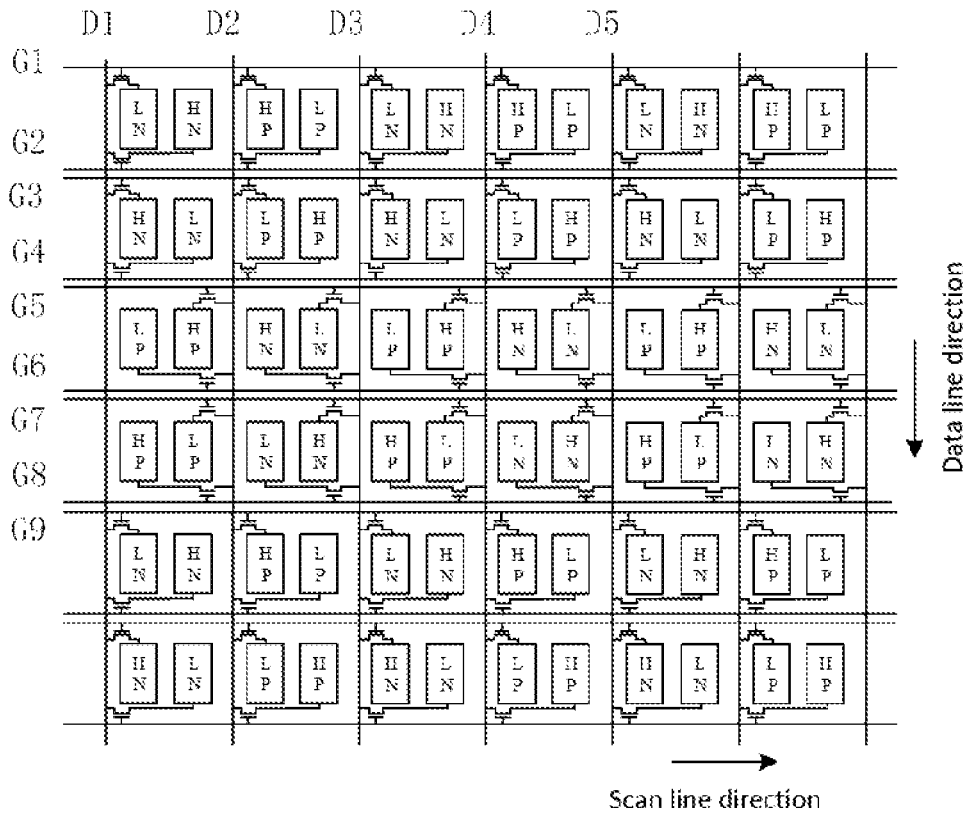 D1 D2 D3 D4 D5
G1
L H H L L H H L L H H L
N N P P N N P P N N P P
G2
G3
H L L H H L L H H L L H
N N P P N N P P N N P P
G4
G5
L H H L L H H L L H H L
P P N N P P N N P P N N
G6
G7
H L L H H L L H H L L H
P P N N P P N N P P N N
G8
G9
L H H L L H H L L H H L
N N P P N N P P N N P P
H L L H H L L H H L L H
N N P P N N P P N N P P
Data line direction
Scan line direction